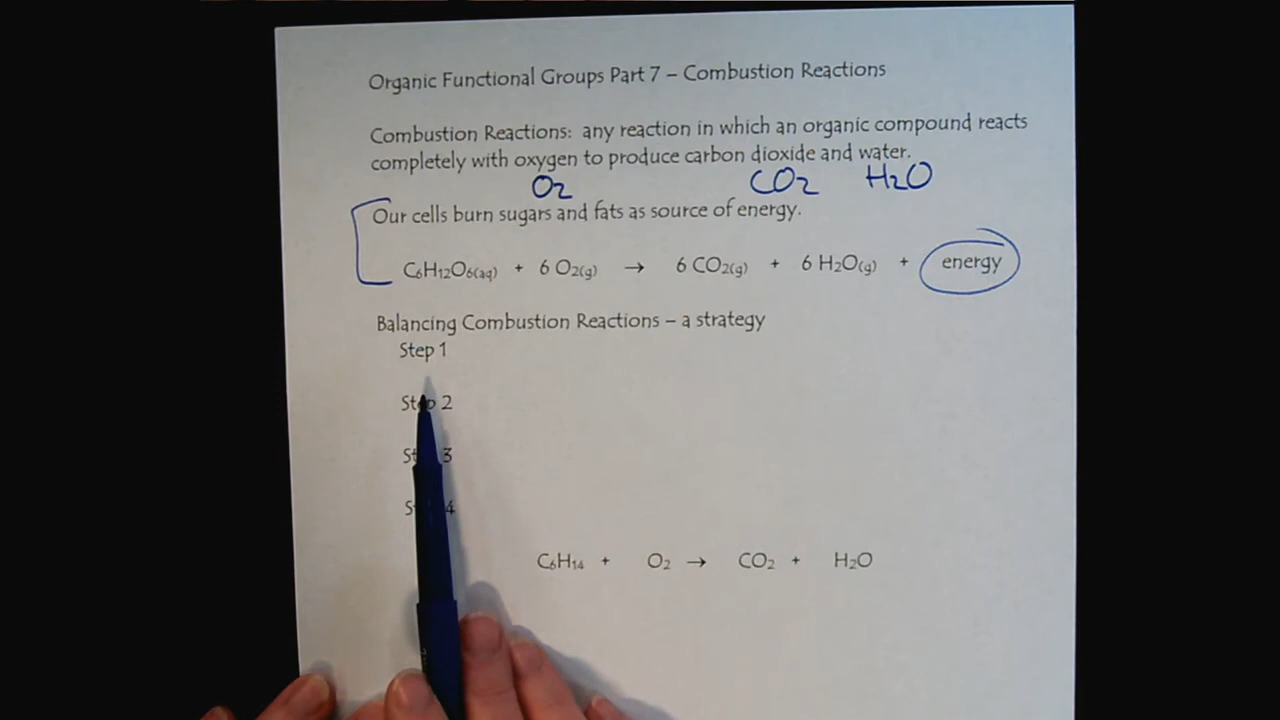 Organic Functional Groups Part 7 – Combustion Reactions
Combustion Reactions: any reaction in which an organic compound reacts
completely with oxygen to produce carbon dioxide and water.
O₂ CO₂ H₂O
Our cells burn sugars and fats as source of energy.
C₆H₁₂O₆(aq) + 6 O₂(g) → 6 CO₂(g) + 6 H₂O(g) + energy
Balancing Combustion Reactions – a strategy
Step 1
2
3
4
C₆H₁₄ + O₂ → CO₂ + H₂O